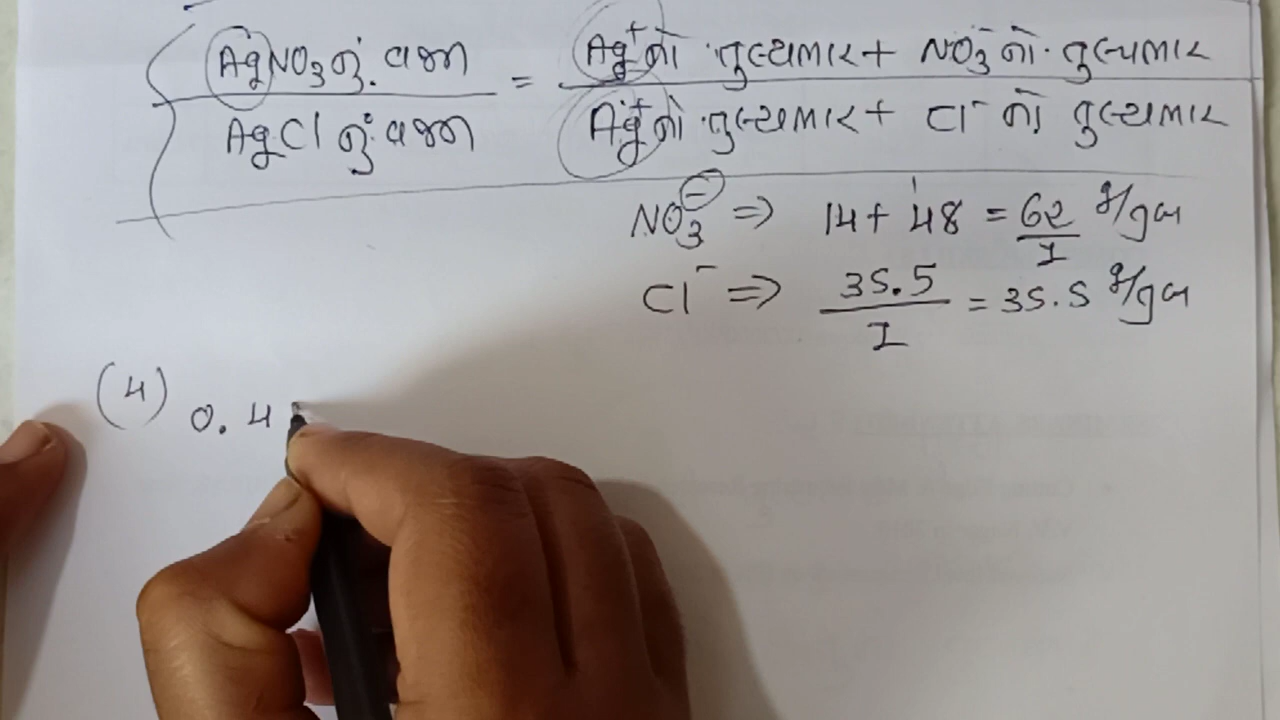 AgNO3નું વજન = Ag+નો તુલ્યભાર + NO3-નો તુલ્યભાર
AgCl નું વજન Ag+નો તુલ્યભાર + Cl- નો તુલ્યભાર
NO3- => 14 + 48 = 62/1
Cl- => 35.5/1 = 35.5
(4) 0.4